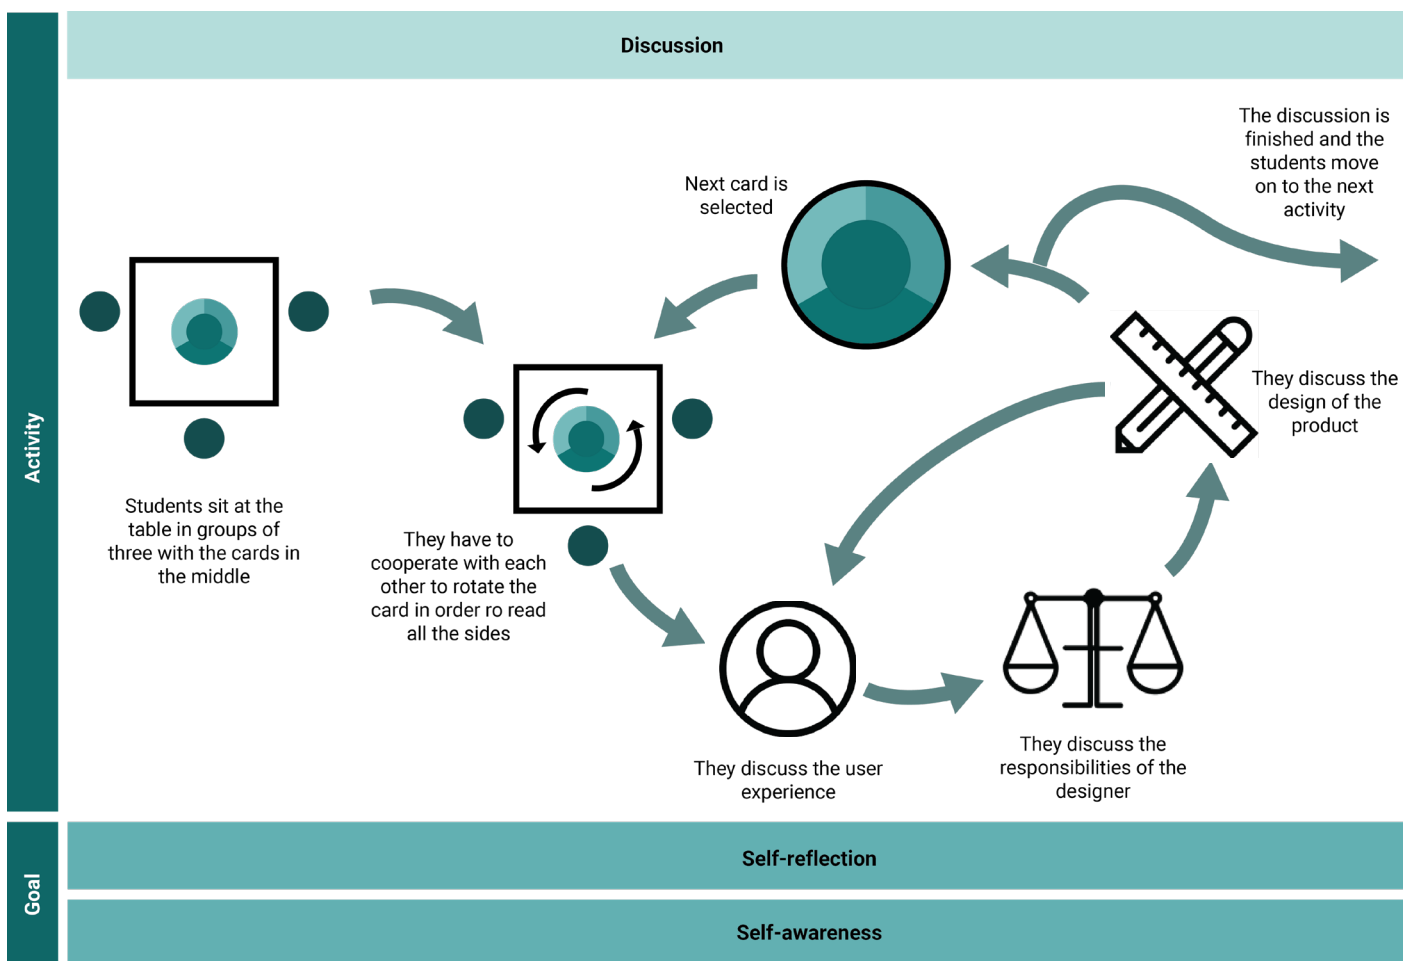 Discussion
Activity
Students sit at the
table in groups of
three with the cards in
the middle
They have to
cooperate with each
other to rotate the
card in order ro read
all the sides
Next card is
selected
The discussion is
finished and the
students move
on to the next
activity
They discuss the
design of the
product
They discuss the user
experience
They discuss the
responsibilities of the
designer
Goal
Self-reflection
Self-awareness